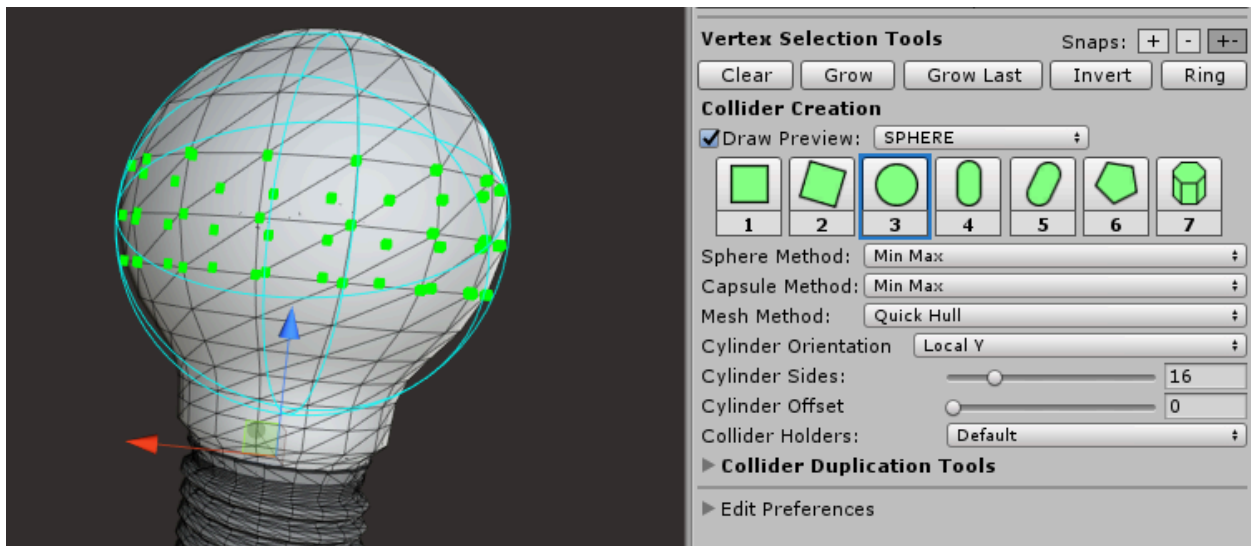 Vertex Selection Tools Snaps: + - +-
Clear Grow Grow Last Invert Ring
Collider Creation
Draw Preview: SPHERE
1 2 3 4 5 6 7
Sphere Method: Min Max
Capsule Method: Min Max
Mesh Method: Quick Hull
Cylinder Orientation Local Y
Cylinder Sides: 16
Cylinder Offset 0
Collider Holders: Default
Collider Duplication Tools
Edit Preferences